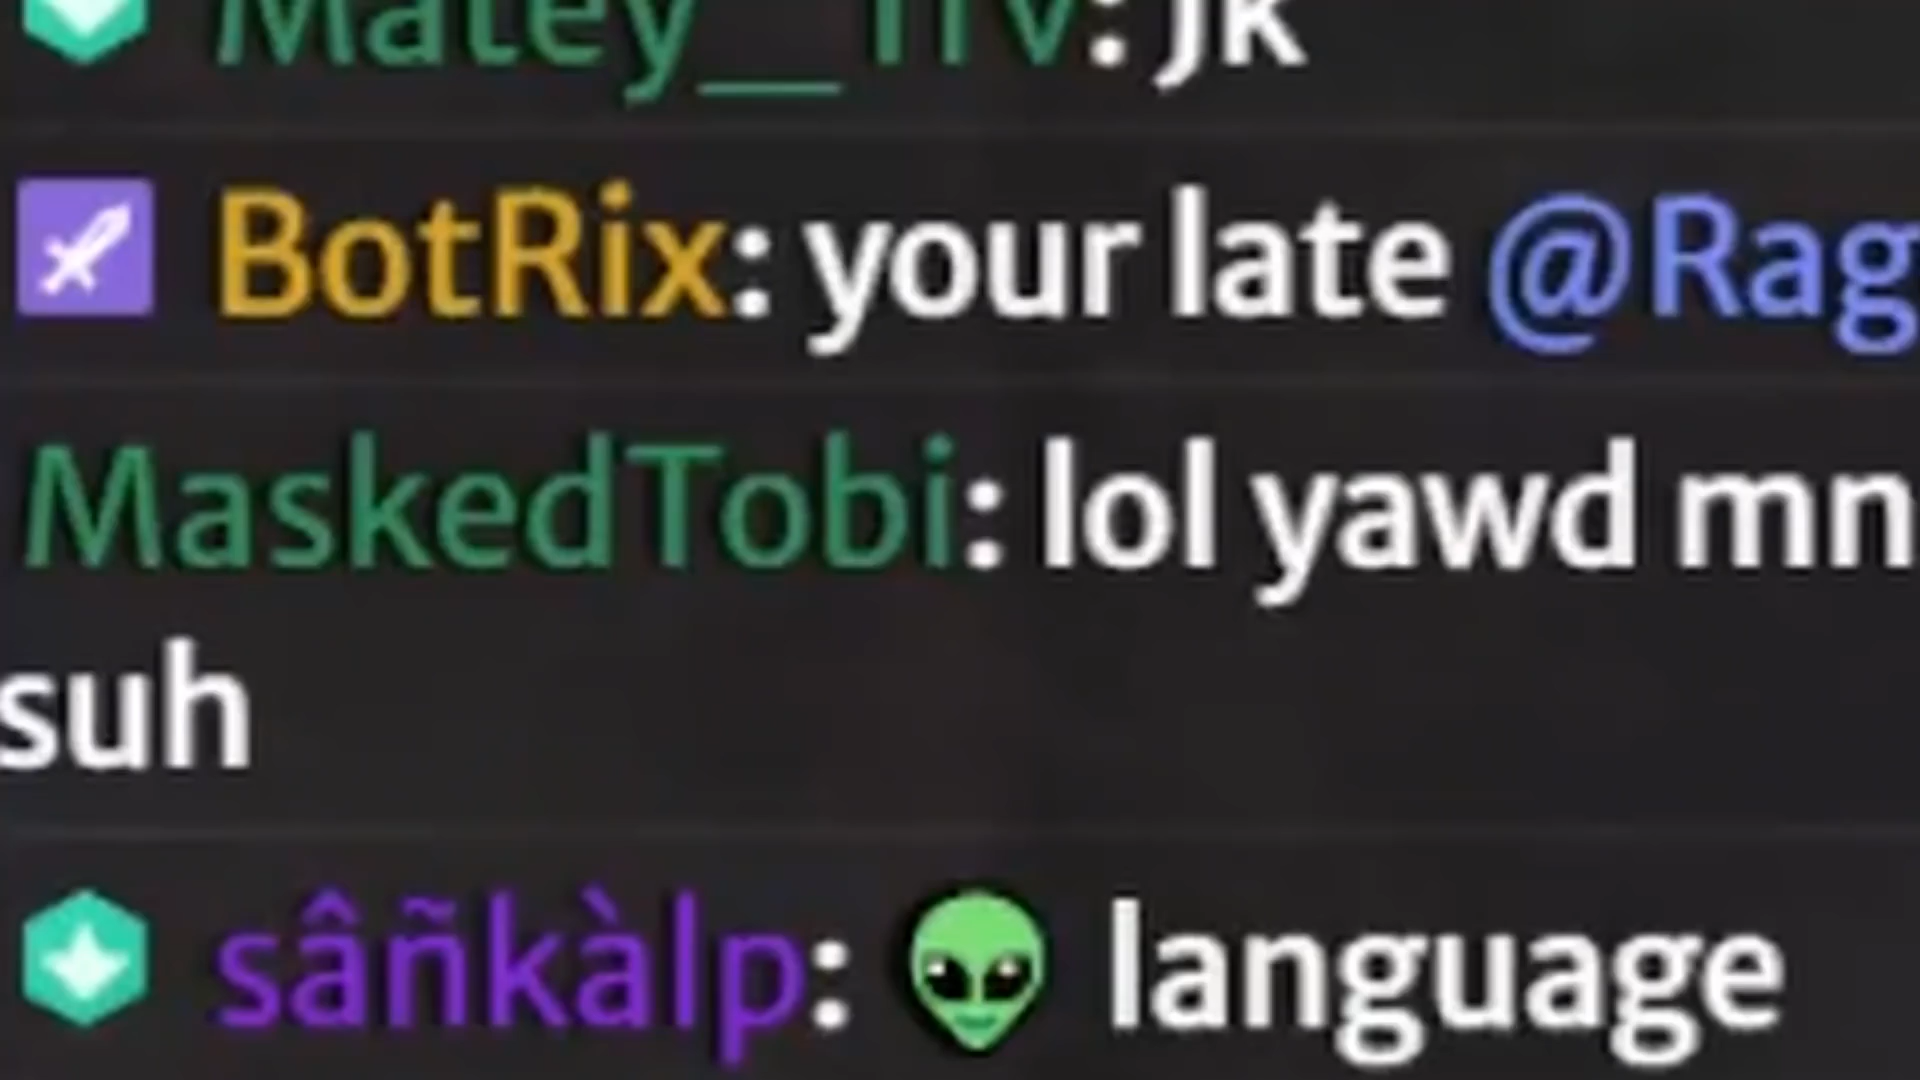 : Jk
BotRix: your late @Rag
MaskedTobi: lol yawd mn
suh
sâñkàlp: 👽 language